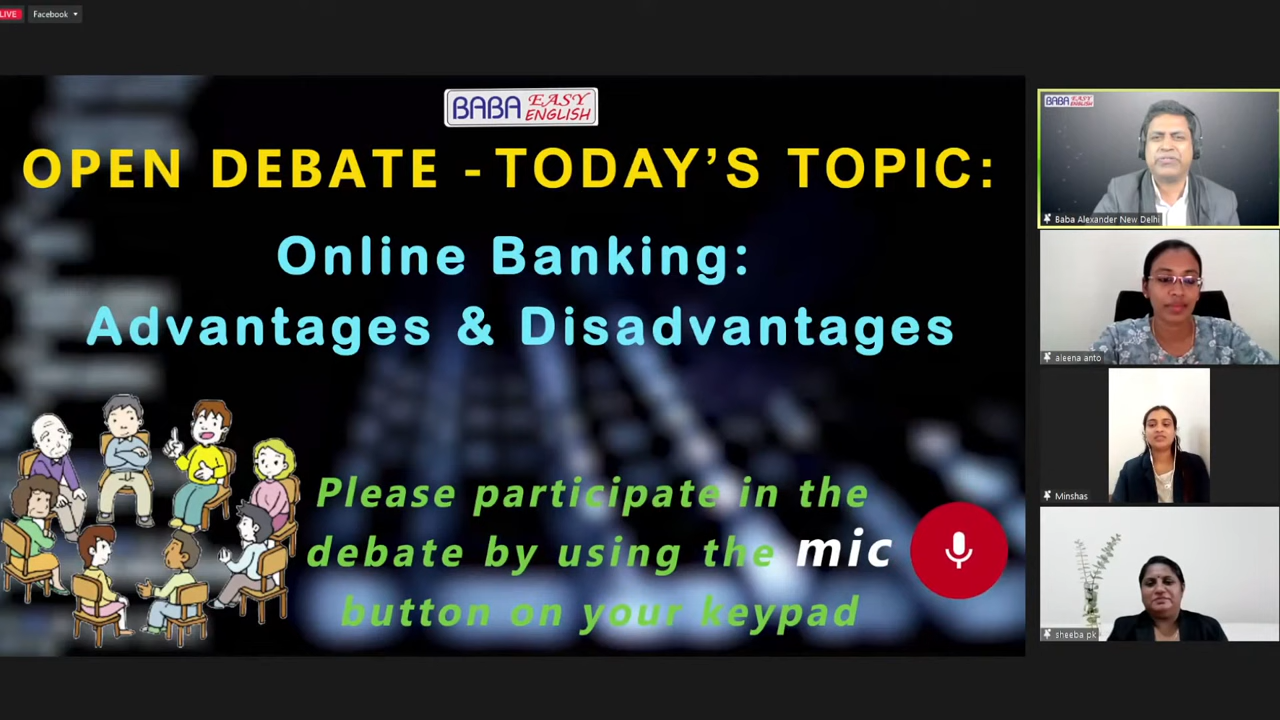 LIVE
Facebook
BABA EASY ENGLISH
OPEN DEBATE - TODAY’S TOPIC:
Online Banking:
Advantages & Disadvantages
Please participate in the
debate by using the mic
button on your keypad
BABA EASY ENGLISH
Baba Alexander New Delhi
aleena anto
Minshas
sheeba pk